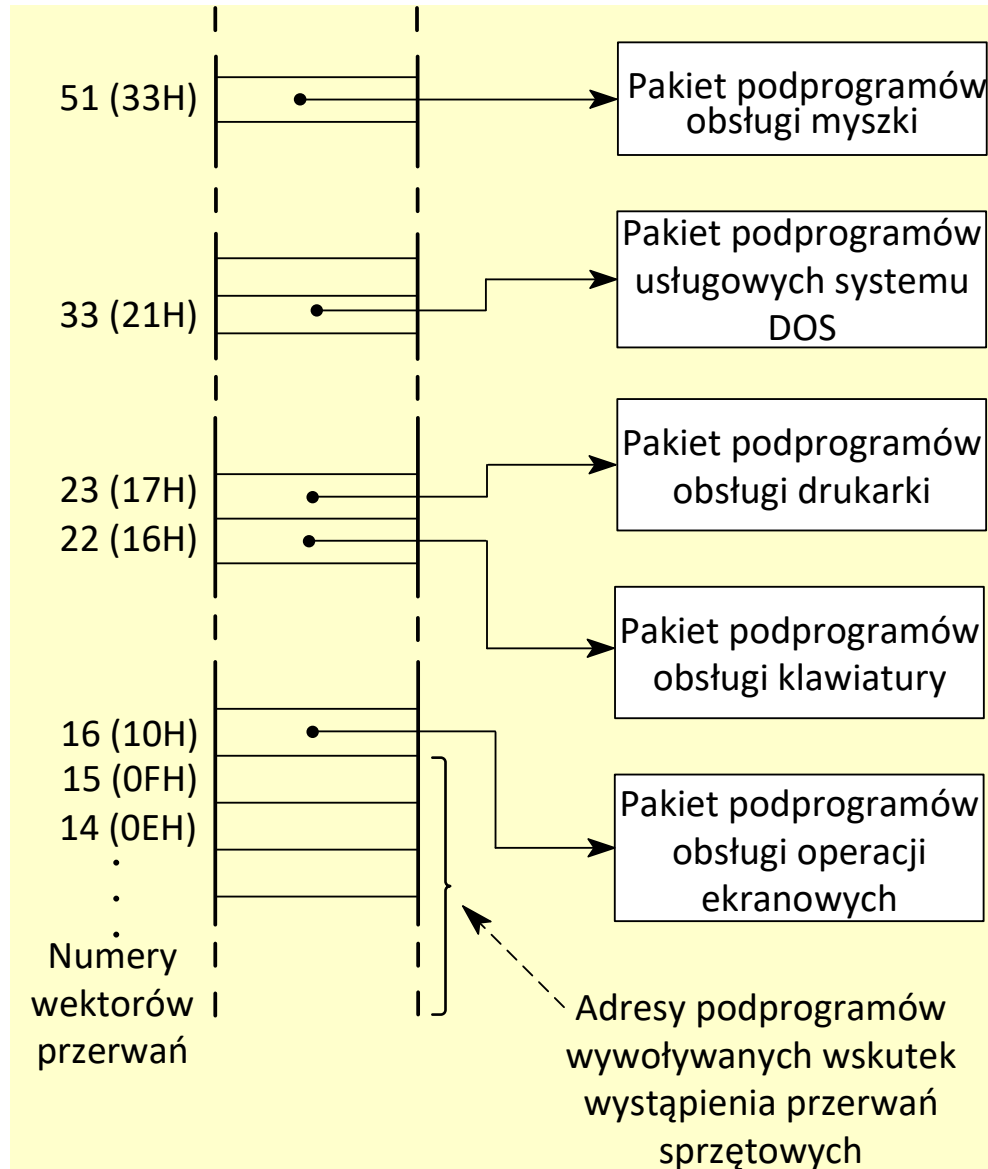 51 (33H)
Pakiet podprogramów
obsługi myszki
33 (21H)
Pakiet podprogramów
usługowych systemu
DOS
23 (17H)
22 (16H)
Pakiet podprogramów
obsługi drukarki
Pakiet podprogramów
obsługi klawiatury
16 (10H)
15 (0FH)
14 (0EH)
.
.
.
Pakiet podprogramów
obsługi operacji
ekranowych
Numery
wektorów
przerwań
Adresy podprogramów
wywoływanych wskutek
wystąpienia przerwań
sprzętowych